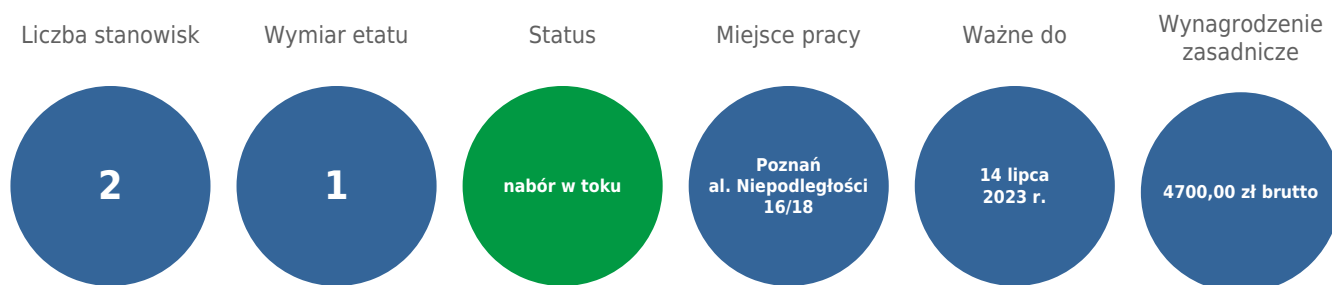 Liczba stanowisk
2
Wymiar etatu
1
Status
nabór w toku
Miejsce pracy
Poznań
al. Niepodległości
16/18
Ważne do
14 lipca
2023 r.
Wynagrodzenie
zasadnicze
4700,00 zł brutto